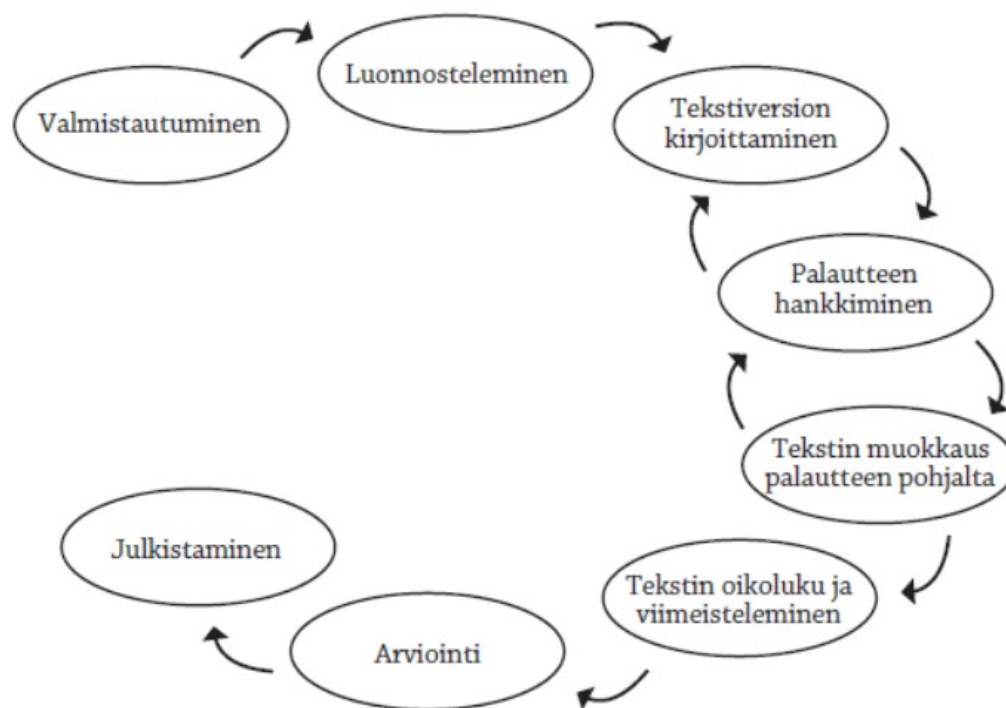 Valmistautuminen
Luonnosteleminen
Tekstiversion
kirjoittaminen
Palautteen
hankkiminen
Tekstin muokkaus
palautteen pohjalta
Tekstin oikoluku ja
viimeisteleminen
Arviointi
Julkistaminen